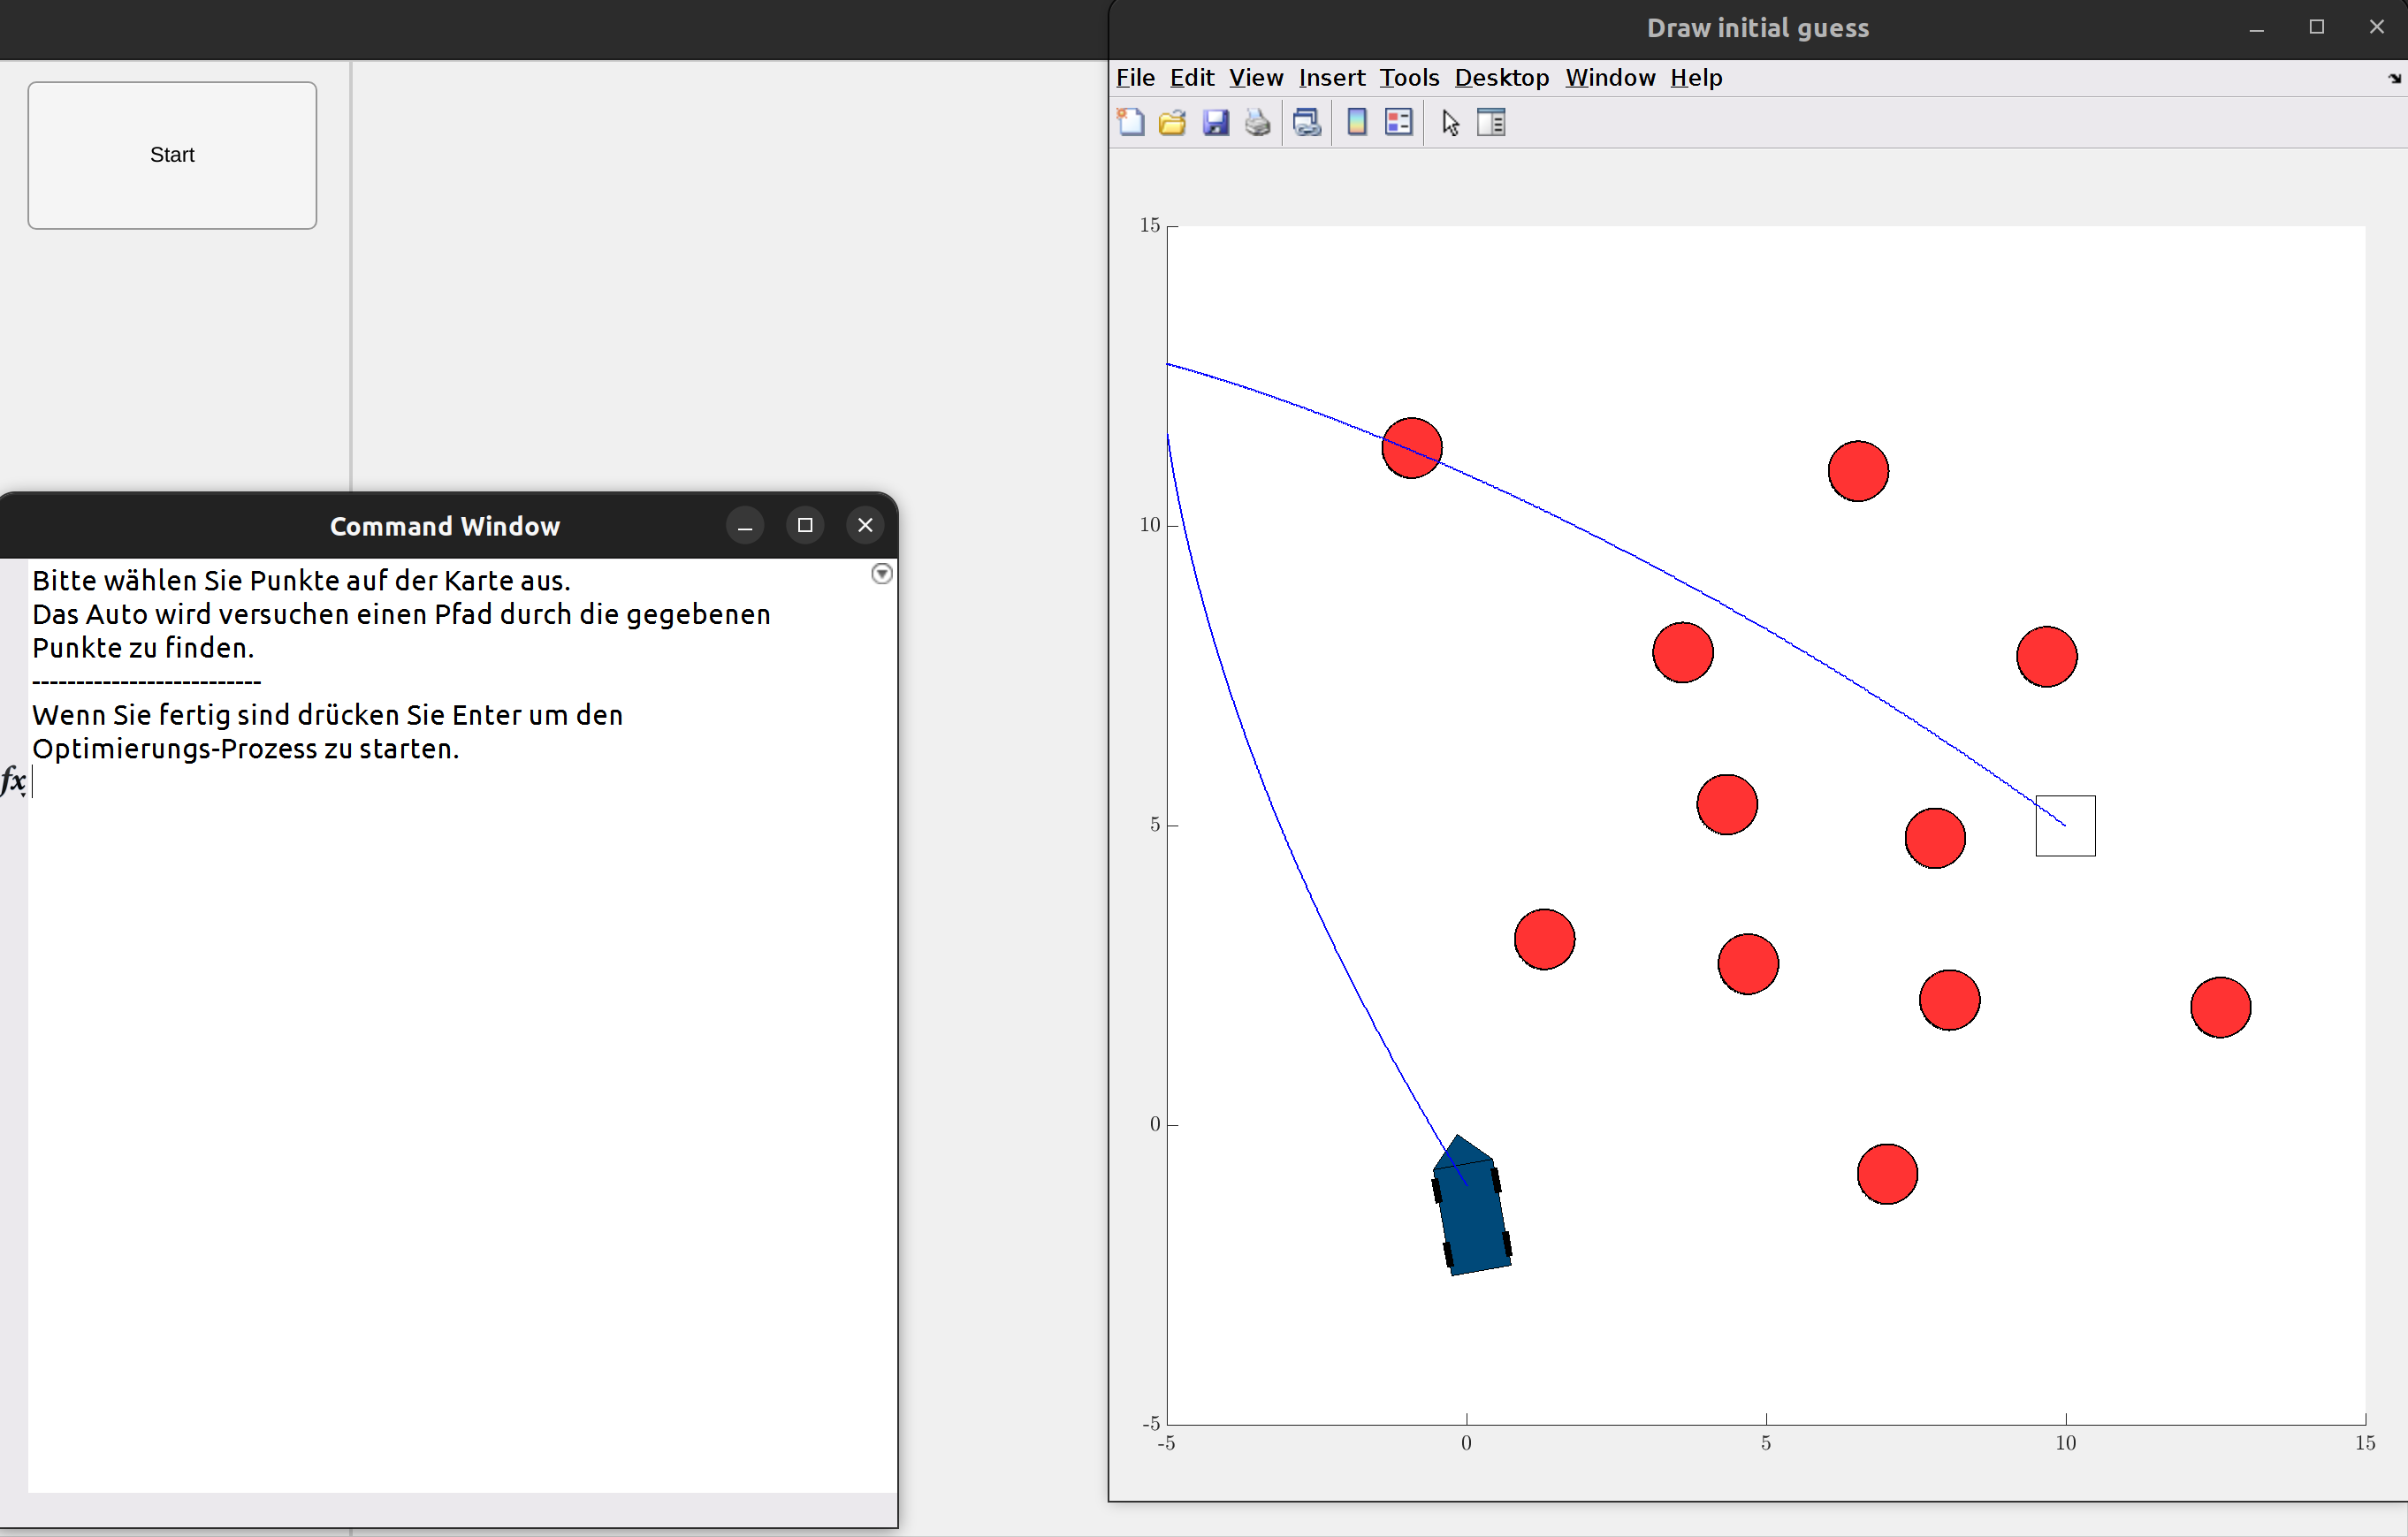 Draw initial guess
File Edit View Insert Tools Desktop Window Help
Start
Command Window
Bitte wählen Sie Punkte auf der Karte aus.
Das Auto wird versuchen einen Pfad durch die gegebenen
Punkte zu finden.
--------------------------
Wenn Sie fertig sind drücken Sie Enter um den
Optimierungs-Prozess zu starten.
fx
15
10
5
0
-5
-5 0 5 10 15